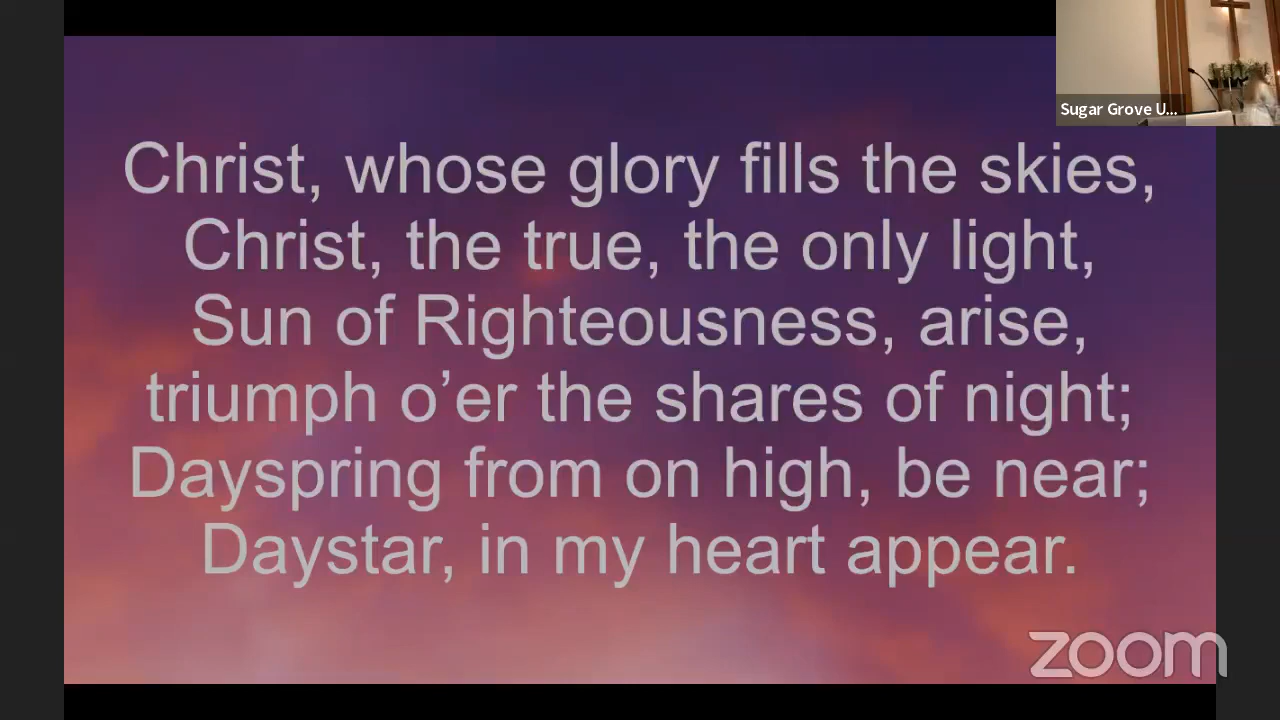 Sugar Grove U...
Christ, whose glory fills the skies,
Christ, the true, the only light,
Sun of Righteousness, arise,
triumph o’er the shares of night;
Dayspring from on high, be near;
Daystar, in my heart appear.
zoom